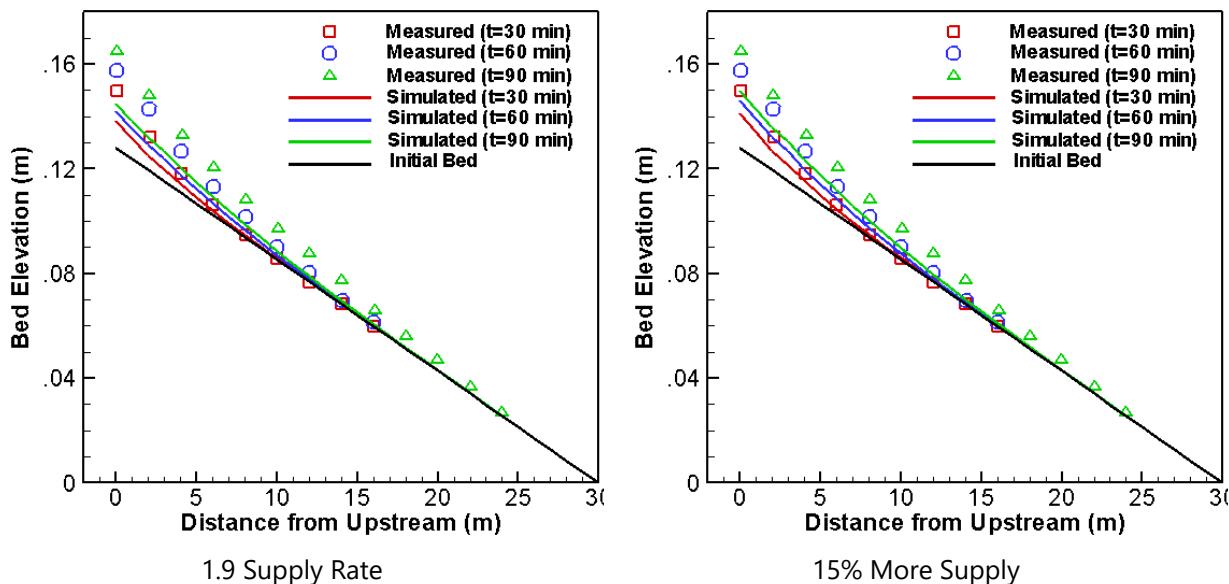 Bed Elevation (m)
.16
.12
.08
.04
0
Measured (t=30 min)
Measured (t=60 min)
Measured (t=90 min)
Simulated (t=30 min)
Simulated (t=60 min)
Simulated (t=90 min)
Initial Bed
0 5 10 15 20 25 30
Distance from Upstream (m)
1.9 Supply Rate
Bed Elevation (m)
.16
.12
.08
.04
0
Measured (t=30 min)
Measured (t=60 min)
Measured (t=90 min)
Simulated (t=30 min)
Simulated (t=60 min)
Simulated (t=90 min)
Initial Bed
0 5 10 15 20 25 30
Distance from Upstream (m)
15% More Supply